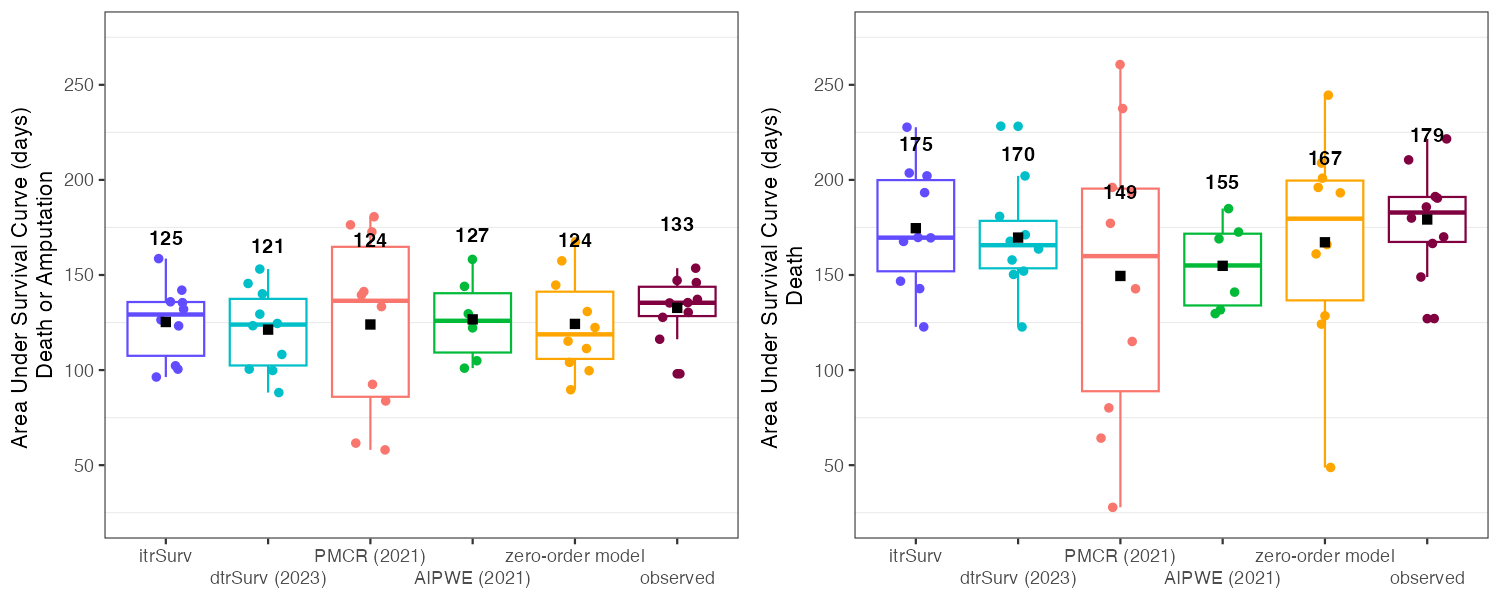 Area Under Survival Curve (days)
Death or Amputation
250
200
150
100
50
125
121
124
127
124
133
itrSurv
dtrSurv (2023)
PMCR (2021)
AIPWE (2021)
zero-order model
observed
Area Under Survival Curve (days)
Death
250
200
150
100
50
175
170
149
155
167
179
itrSurv
dtrSurv (2023)
PMCR (2021)
AIPWE (2021)
zero-order model
observed